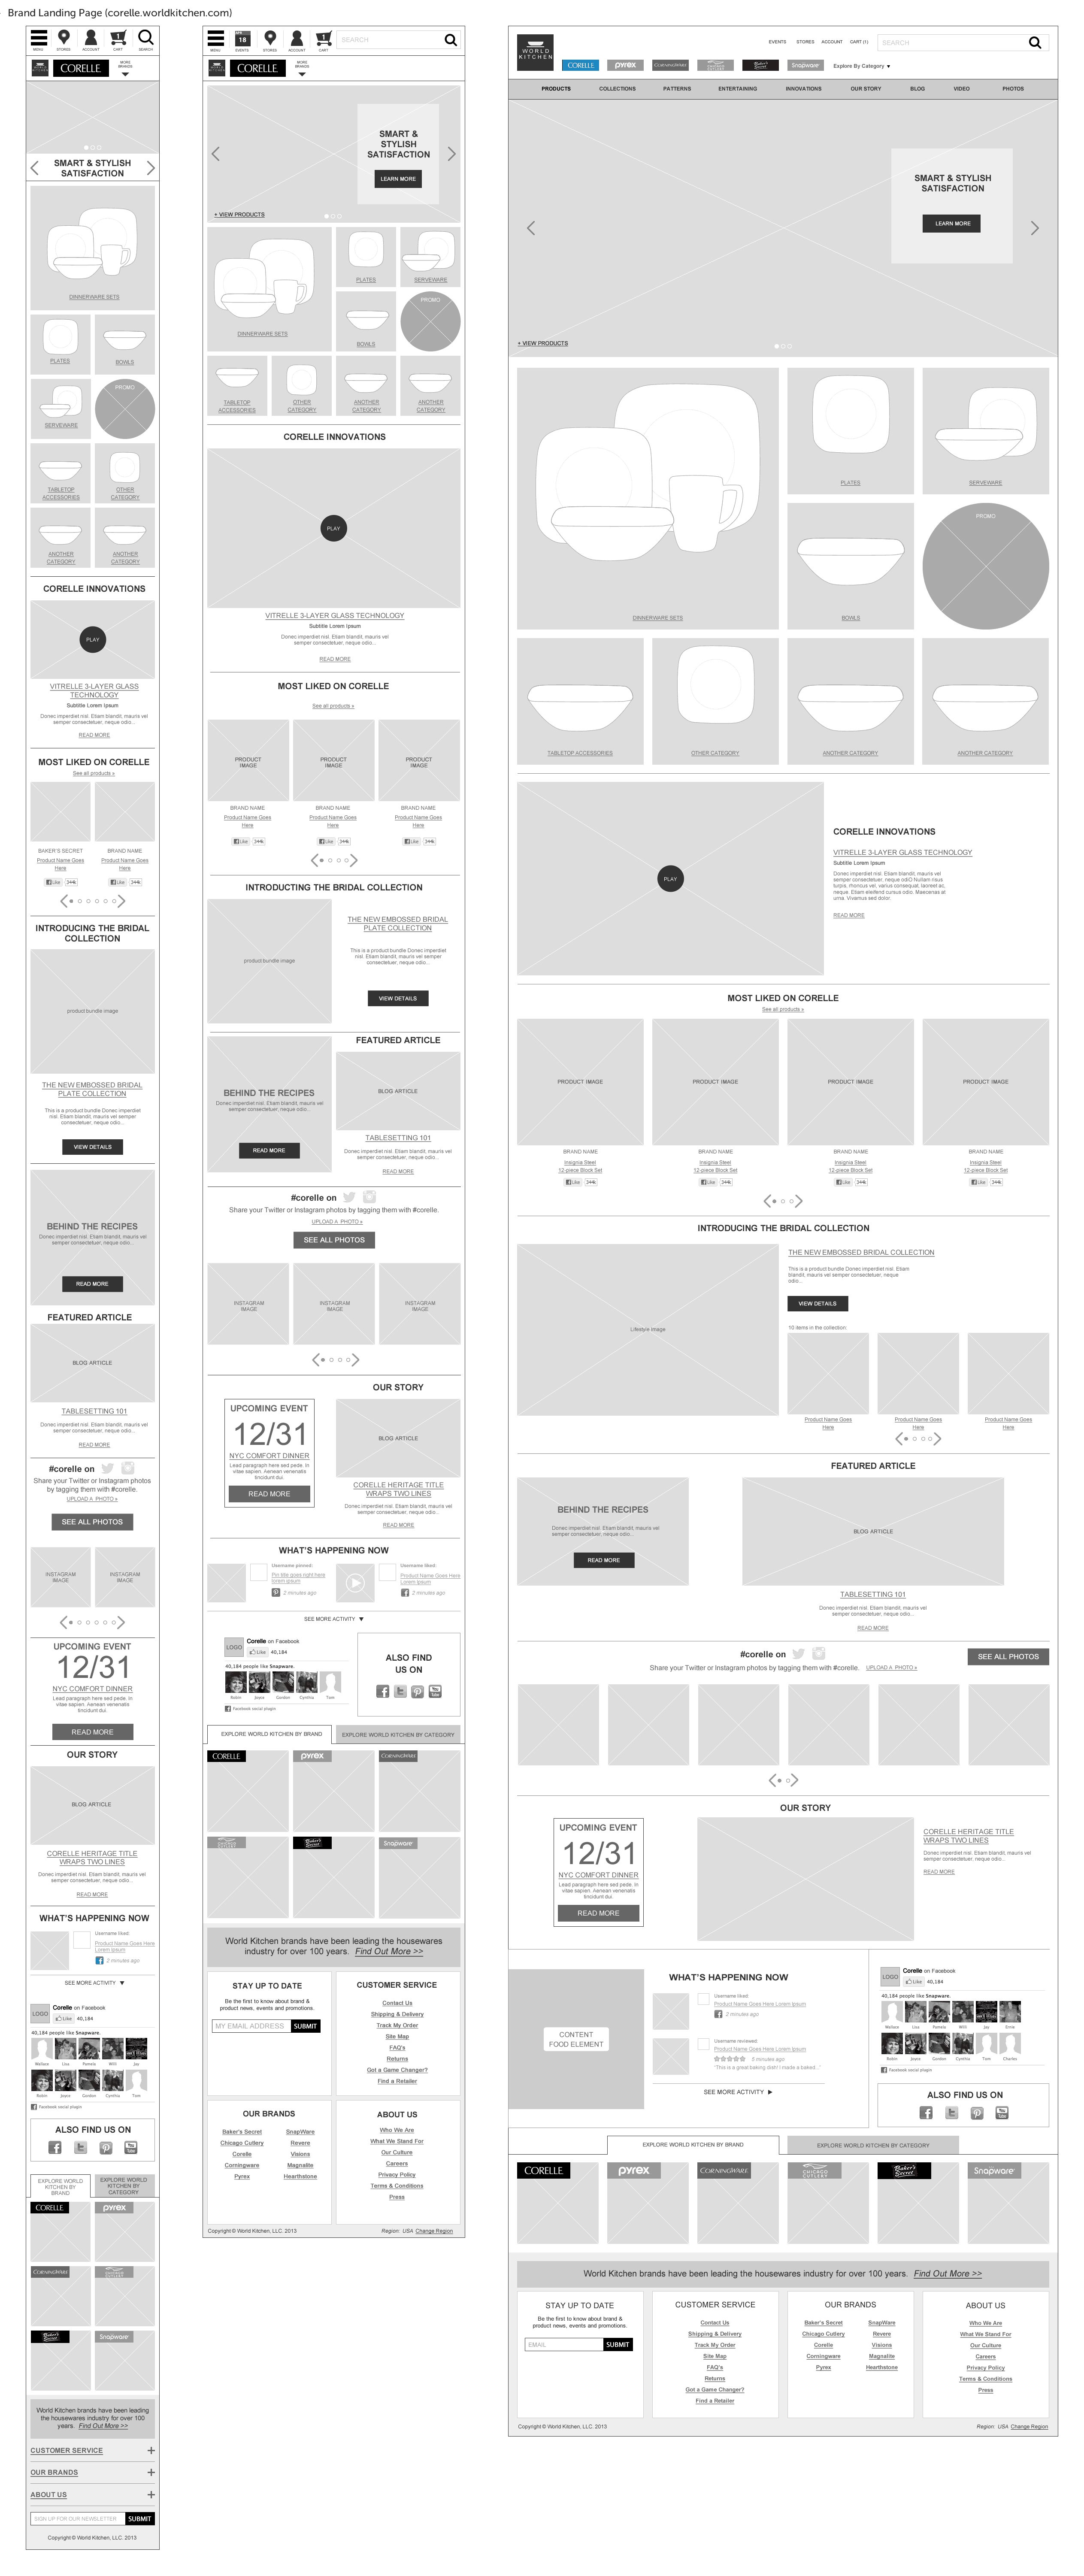 Brand Landing Page (corelle.worldkitchen.com)
MENU
STORES
ACCOUNT
CART
SEARCH
WORLD
KITCHEN
CORELLE
MORE
BRANDS
SMART & STYLISH
SATISFACTION
DINNERWARE SETS
PLATES
BOWLS
SERVEWARE
PROMO
TABLETOP
ACCESSORIES
OTHER
CATEGORY
ANOTHER
CATEGORY
ANOTHER
CATEGORY
CORELLE INNOVATIONS
PLAY
VITRELLE 3-LAYER GLASS
TECHNOLOGY
Subtitle Lorem Ipsum
Donec imperdiet nisl. Etiam blandit, mauris vel
semper consectetuer, neque odio...
READ MORE
MOST LIKED ON CORELLE
See all products »
BAKER'S SECRET
Product Name Goes
Here
Like 344k
BRAND NAME
Product Name Goes
Here
Like 344k
INTRODUCING THE BRIDAL
COLLECTION
product bundle image
THE NEW EMBOSSED BRIDAL
PLATE COLLECTION
This is a product bundle Donec imperdiet
nisl. Etiam blandit, mauris vel semper
consectetuer, neque odio...
VIEW DETAILS
BEHIND THE RECIPES
Donec imperdiet nisl. Etiam blandit, mauris vel
semper consectetuer, neque odio...
READ MORE
FEATURED ARTICLE
BLOG ARTICLE
TABLESETTING 101
Donec imperdiet nisl. Etiam blandit, mauris vel
semper consectetuer, neque odio...
READ MORE
#corelle on
Share your Twitter or Instagram photos
by tagging them with #corelle.
UPLOAD A PHOTO »
SEE ALL PHOTOS
INSTAGRAM
IMAGE
INSTAGRAM
IMAGE
UPCOMING EVENT
12/31
NYC COMFORT DINNER
Lead paragraph here sed pede. In
vitae sapien. Aenean venenatis
tincidunt dui.
READ MORE
OUR STORY
BLOG ARTICLE
CORELLE HERITAGE TITLE
WRAPS TWO LINES
Donec imperdiet nisl. Etiam blandit, mauris vel
semper consectetuer, neque odio...
READ MORE
WHAT'S HAPPENING NOW
Username liked:
Product Name Goes Here
Lorem Ipsum
2 minutes ago
SEE MORE ACTIVITY
LOGO
Corelle on Facebook
Like 40,184
40,184 people like Snapware.
Wallace Lisa Pamela Will Jay
Robin Joyce Gordon Cynthia Tom
Facebook social plugin
ALSO FIND US ON
EXPLORE WORLD
KITCHEN BY
BRAND
EXPLORE WORLD
KITCHEN BY
CATEGORY
CORELLE
pyrex
CORNINGWARE
CHICAGO
CUTLERY
Baker's
Secret
Snapware
World Kitchen brands have been leading
the housewares industry for over 100
years. Find Out More >>
CUSTOMER SERVICE
OUR BRANDS
ABOUT US
SIGN UP FOR OUR NEWSLETTER
SUBMIT
Copyright © World Kitchen, LLC. 2013
MENU
18
EVENTS
STORES
ACCOUNT
1
CART
SEARCH
WORLD
KITCHEN
CORELLE
MORE
BRANDS
SMART &
STYLISH
SATISFACTION
LEARN MORE
+ VIEW PRODUCTS
DINNERWARE SETS
PLATES
SERVEWARE
BOWLS
PROMO
TABLETOP
ACCESSORIES
OTHER
CATEGORY
ANOTHER
CATEGORY
ANOTHER
CATEGORY
CORELLE INNOVATIONS
PLAY
VITRELLE 3-LAYER GLASS TECHNOLOGY
Subtitle Lorem Ipsum
Donec imperdiet nisl. Etiam blandit, mauris vel
semper consectetuer, neque odio...
READ MORE
MOST LIKED ON CORELLE
See all products »
PRODUCT
IMAGE
PRODUCT
IMAGE
PRODUCT
IMAGE
BRAND NAME
Product Name Goes
Here
Like 344k
BRAND NAME
Product Name Goes
Here
Like 344k
BRAND NAME
Product Name Goes
Here
Like 344k
INTRODUCTING THE BRIDAL COLLECTION
product bundle image
THE NEW EMBOSSED BRIDAL
PLATE COLLECTION
This is a product bundle Donec imperdiet
nisl. Etiam blandit, mauris vel semper
consectetuer, neque odio...
VIEW DETAILS
BEHIND THE RECIPES
Donec imperdiet nisl. Etiam blandit, mauris vel
semper consectetuer, neque odio...
READ MORE
FEATURED ARTICLE
BLOG ARTICLE
TABLESETTING 101
Donec imperdiet nisl. Etiam blandit, mauris vel
semper consectetuer, neque odio...
READ MORE
#corelle on
Share your Twitter or Instagram photos by tagging them with #corelle.
UPLOAD A PHOTO »
SEE ALL PHOTOS
INSTAGRAM
IMAGE
INSTAGRAM
IMAGE
INSTAGRAM
IMAGE
UPCOMING EVENT
12/31
NYC COMFORT DINNER
Lead paragraph here sed pede. In
vitae sapien. Aenean venenatis
tincidunt dui.
READ MORE
OUR STORY
BLOG ARTICLE
CORELLE HERITAGE TITLE
WRAPS TWO LINES
Donec imperdiet nisl. Etiam blandit, mauris vel
semper consectetuer, neque odio...
READ MORE
WHAT'S HAPPENING NOW
Username pinned:
Pin title goes right here
lorem ipsum
2 minutes ago
Username liked:
Product Name Goes Here
Lorem Ipsum
2 minutes ago
SEE MORE ACTIVITY
LOGO
Corelle on Facebook
Like 40,184
40,184 people like Snapware.
Robin Joyce Gordon Cynthia Tom
Facebook social plugin
ALSO FIND
US ON
EXPLORE WORLD KITCHEN BY BRAND
EXPLORE WORLD KITCHEN BY CATEGORY
CORELLE
pyrex
CORNINGWARE
CHICAGO
CUTLERY
Baker's
Secret
Snapware
World Kitchen brands have been leading the housewares
industry for over 100 years. Find Out More >>
STAY UP TO DATE
Be the first to know about brand &
product news, events and promotions.
MY EMAIL ADDRESS
SUBMIT
CUSTOMER SERVICE
Contact Us
Shipping & Delivery
Track My Order
Site Map
FAQ's
Returns
Got a Game Changer?
Find a Retailer
OUR BRANDS
Baker's Secret
Chicago Cutlery
Corelle
Corningware
Pyrex
SnapWare
Revere
Visions
Magnalite
Hearthstone
ABOUT US
Who We Are
What We Stand For
Our Culture
Careers
Privacy Policy
Terms & Conditions
Press
Copyright © World Kitchen, LLC. 2013
Region: USA Change Region
WORLD
KITCHEN
EVENTS
STORES
ACCOUNT
CART (1)
SEARCH
CORELLE
pyrex
CORNINGWARE
CHICAGO
CUTLERY
Baker's
Secret
Snapware
Explore By Category
PRODUCTS
COLLECTIONS
PATTERNS
ENTERTAINING
INNOVATIONS
OUR STORY
BLOG
VIDEO
PHOTOS
SMART & STYLISH
SATISFACTION
LEARN MORE
+ VIEW PRODUCTS
DINNERWARE SETS
PLATES
SERVEWARE
BOWLS
PROMO
TABLETOP ACCESSORIES
OTHER CATEGORY
ANOTHER CATEGORY
ANOTHER CATEGORY
PLAY
CORELLE INNOVATIONS
VITRELLE 3-LAYER GLASS TECHNOLOGY
Subtitle Lorem Ipsum
Donec imperdiet nisl. Etiam blandit, mauris vel
semper consectetuer, neque odiO Nullam risus
turpis, rhoncus vel, varius consequat, laoreet ac,
neque. Etiam eleifend cursus odio. Maecenas at
urna. Vivamus sed dolor.
READ MORE
MOST LIKED ON CORELLE
See all products »
PRODUCT IMAGE
PRODUCT IMAGE
PRODUCT IMAGE
PRODUCT IMAGE
BRAND NAME
Insignia Steel
12-piece Block Set
Like 344k
BRAND NAME
Insignia Steel
12-piece Block Set
Like 344k
BRAND NAME
Insignia Steel
12-piece Block Set
Like 344k
BRAND NAME
Insignia Steel
12-piece Block Set
Like 344k
INTRODUCING THE BRIDAL COLLECTION
Lifestyle image
THE NEW EMBOSSED BRIDAL COLLECTION
This is a product bundle Donec imperdiet nisl. Etiam
blandit, mauris vel semper consectetuer, neque
odio...
VIEW DETAILS
10 items in the collection:
Product Name Goes
Here
Product Name Goes
Here
Product Name Goes
Here
FEATURED ARTICLE
BEHIND THE RECIPES
Donec imperdiet nisl. Etiam blandit, mauris vel
semper consectetuer, neque odio...
READ MORE
BLOG ARTICLE
TABLESETTING 101
Donec imperdiet nisl. Etiam blandit, mauris vel
semper consectetuer, neque odio...
READ MORE
#corelle on
Share your Twitter or Instagram photos by tagging them with #corelle.
UPLOAD A PHOTO »
SEE ALL PHOTOS
OUR STORY
UPCOMING EVENT
12/31
NYC COMFORT DINNER
Lead paragraph here sed pede. In
vitae sapien. Aenean venenatis
tincidunt dui.
READ MORE
CORELLE HERITAGE TITLE
WRAPS TWO LINES
Donec imperdiet nisl. Etiam blandit, mauris vel
semper consectetuer, neque odio...
READ MORE
CONTENT
FOOD ELEMENT
WHAT'S HAPPENING NOW
Username liked:
Product Name Goes Here Lorem Ipsum
2 minutes ago
Username reviewed:
Product Name Goes Here Lorem Ipsum
5 minutes ago
"This is a great baking dish! I made a baked..."
SEE MORE ACTIVITY
LOGO
Corelle on Facebook
Like 40,184
40,184 people like Snapware.
Wallace Lisa Pamela Will Jay Ernie
Robin Joyce Gordon Cynthia Tom Charles
Facebook social plugin
ALSO FIND US ON
EXPLORE WORLD KITCHEN BY BRAND
EXPLORE WORLD KITCHEN BY CATEGORY
CORELLE
pyrex
CORNINGWARE
CHICAGO
CUTLERY
Baker's
Secret
Snapware
World Kitchen brands have been leading the housewares industry for over 100 years. Find Out More >>
STAY UP TO DATE
Be the first to know about brand &
product news, events and promotions.
EMAIL
SUBMIT
CUSTOMER SERVICE
Contact Us
Shipping & Delivery
Track My Order
Site Map
FAQ's
Returns
Got a Game Changer?
Find a Retailer
OUR BRANDS
Baker's Secret
Chicago Cutlery
Corelle
Corningware
Pyrex
SnapWare
Revere
Visions
Magnalite
Hearthstone
ABOUT US
Who We Are
What We Stand For
Our Culture
Careers
Privacy Policy
Terms & Conditions
Press
Copyright © World Kitchen, LLC. 2013
Region: USA Change Region